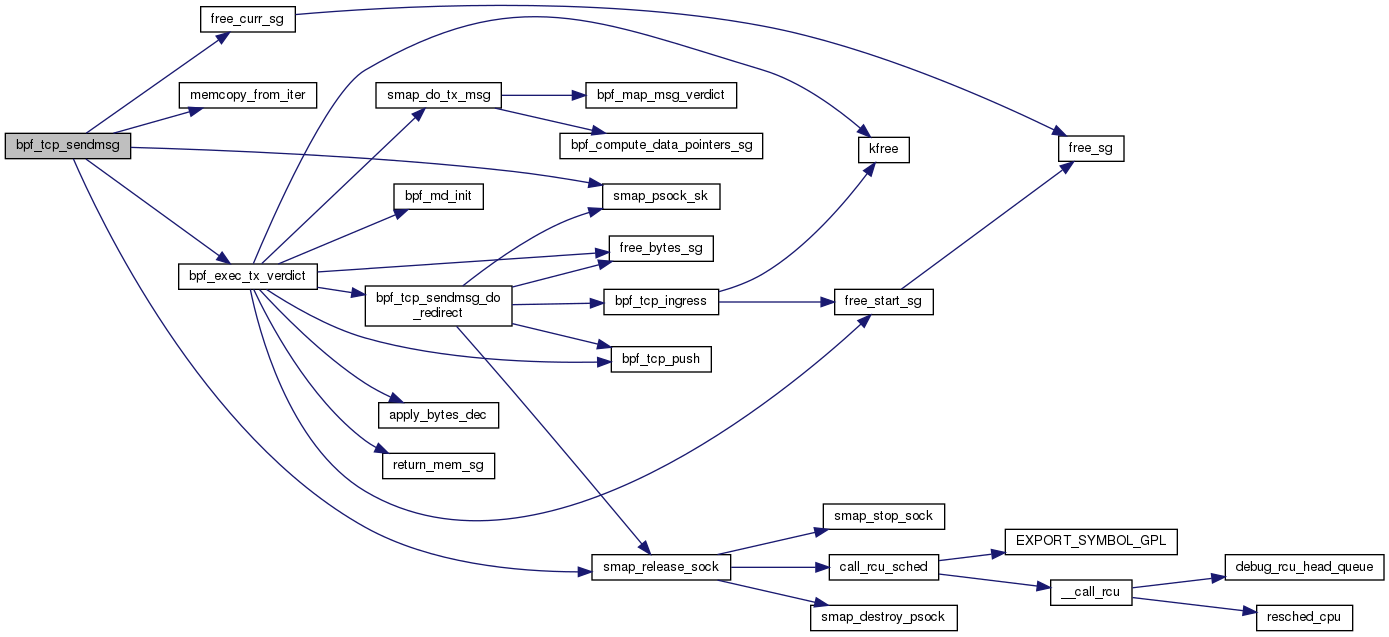 free_curr_sg
memcopy_from_iter
smap_do_tx_msg
bpf_map_msg_verdict
bpf_tcp_sendmsg
bpf_compute_data_pointers_sg
kfree
free_sg
bpf_md_init
smap_psock_sk
bpf_exec_tx_verdict
free_bytes_sg
bpf_tcp_sendmsg_do
_redirect
bpf_tcp_ingress
free_start_sg
bpf_tcp_push
apply_bytes_dec
return_mem_sg
smap_stop_sock
EXPORT_SYMBOL_GPL
smap_release_sock
call_rcu_sched
debug_rcu_head_queue
__call_rcu
smap_destroy_psock
resched_cpu